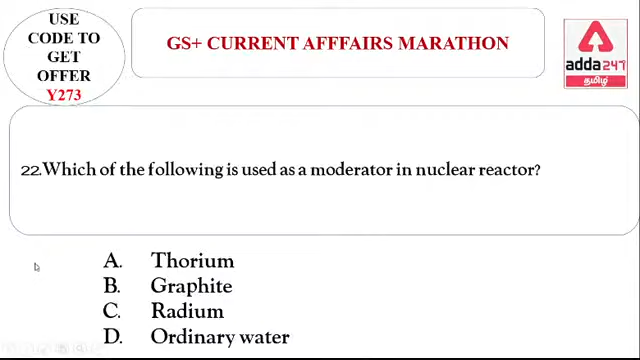 USE
CODE TO
GET
OFFER
Y273
GS+ CURRENT AFFFAIRS MARATHON
adda247
தமிழ்
22.Which of the following is used as a moderator in nuclear reactor?
A. Thorium
B. Graphite
C. Radium
D. Ordinary water